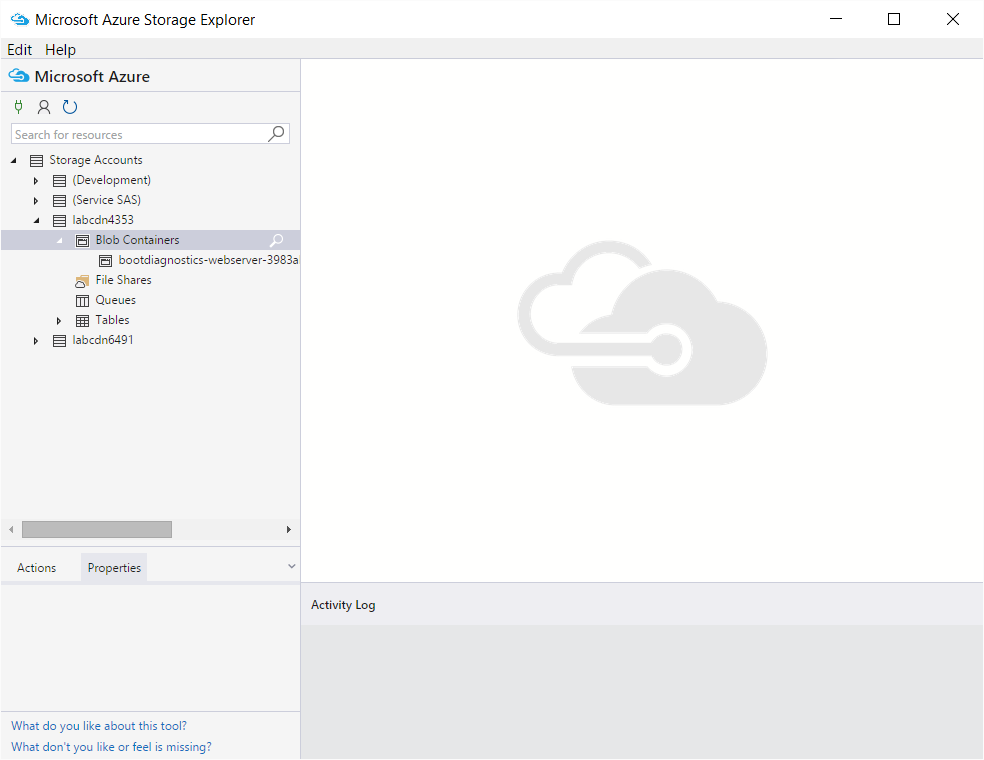 Microsoft Azure Storage Explorer
Edit Help
Microsoft Azure
Search for resources
Storage Accounts
(Development)
(Service SAS)
labcdn4353
Blob Containers
bootdiagnostics-webserver-3983a
File Shares
Queues
Tables
labcdn6491
Actions Properties
Activity Log
What do you like about this tool?
What don't you like or feel is missing?